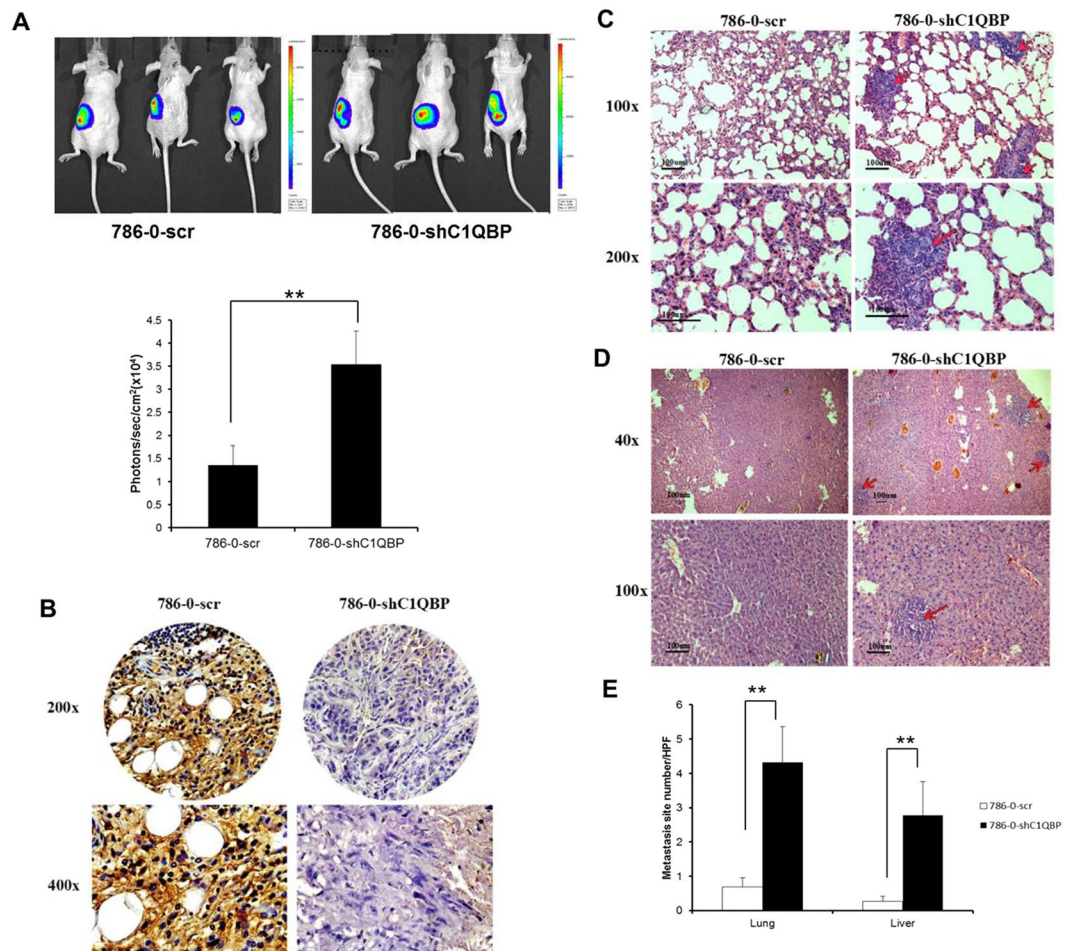 A
786-0-scr
786-0-shC1QBP
**
Photons/sec/cm²(x10⁴)
4.5
4
3.5
3
2.5
2
1.5
1
0.5
0
786-0-scr
786-0-shC1QBP
B
786-0-scr
786-0-shC1QBP
200x
400x
C
786-0-scr
786-0-shC1QBP
100x
100um
100um
200x
100um
100um
D
786-0-scr
786-0-shC1QBP
40x
100um
100um
100x
100um
100um
E
**
**
Metastasis site number/HPF
6
5
4
3
2
1
0
Lung
Liver
786-0-scr
786-0-shC1QBP